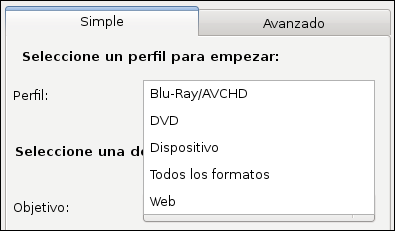 Simple
Avanzado
Seleccione un perfil para empezar:
Perfil:
Blu-Ray/AVCHD
DVD
Dispositivo
Seleccione una
Todos los formatos
Web
Objetivo: